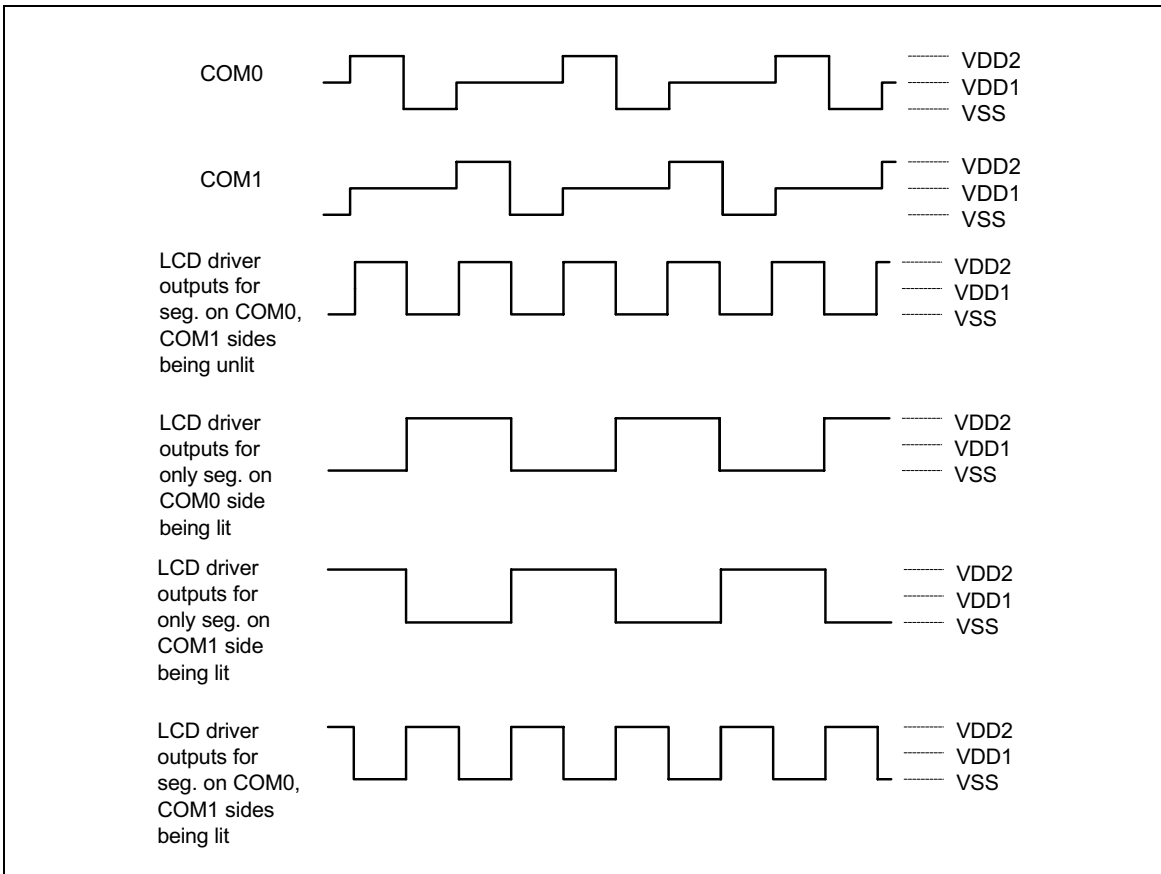 COM0
VDD2
VDD1
VSS
COM1
VDD2
VDD1
VSS
LCD driver
outputs for
seg. on COM0,
COM1 sides
being unlit
VDD2
VDD1
VSS
LCD driver
outputs for
only seg. on
COM0 side
being lit
VDD2
VDD1
VSS
LCD driver
outputs for
only seg. on
COM1 side
being lit
VDD2
VDD1
VSS
LCD driver
outputs for
seg. on COM0,
COM1 sides
being lit
VDD2
VDD1
VSS